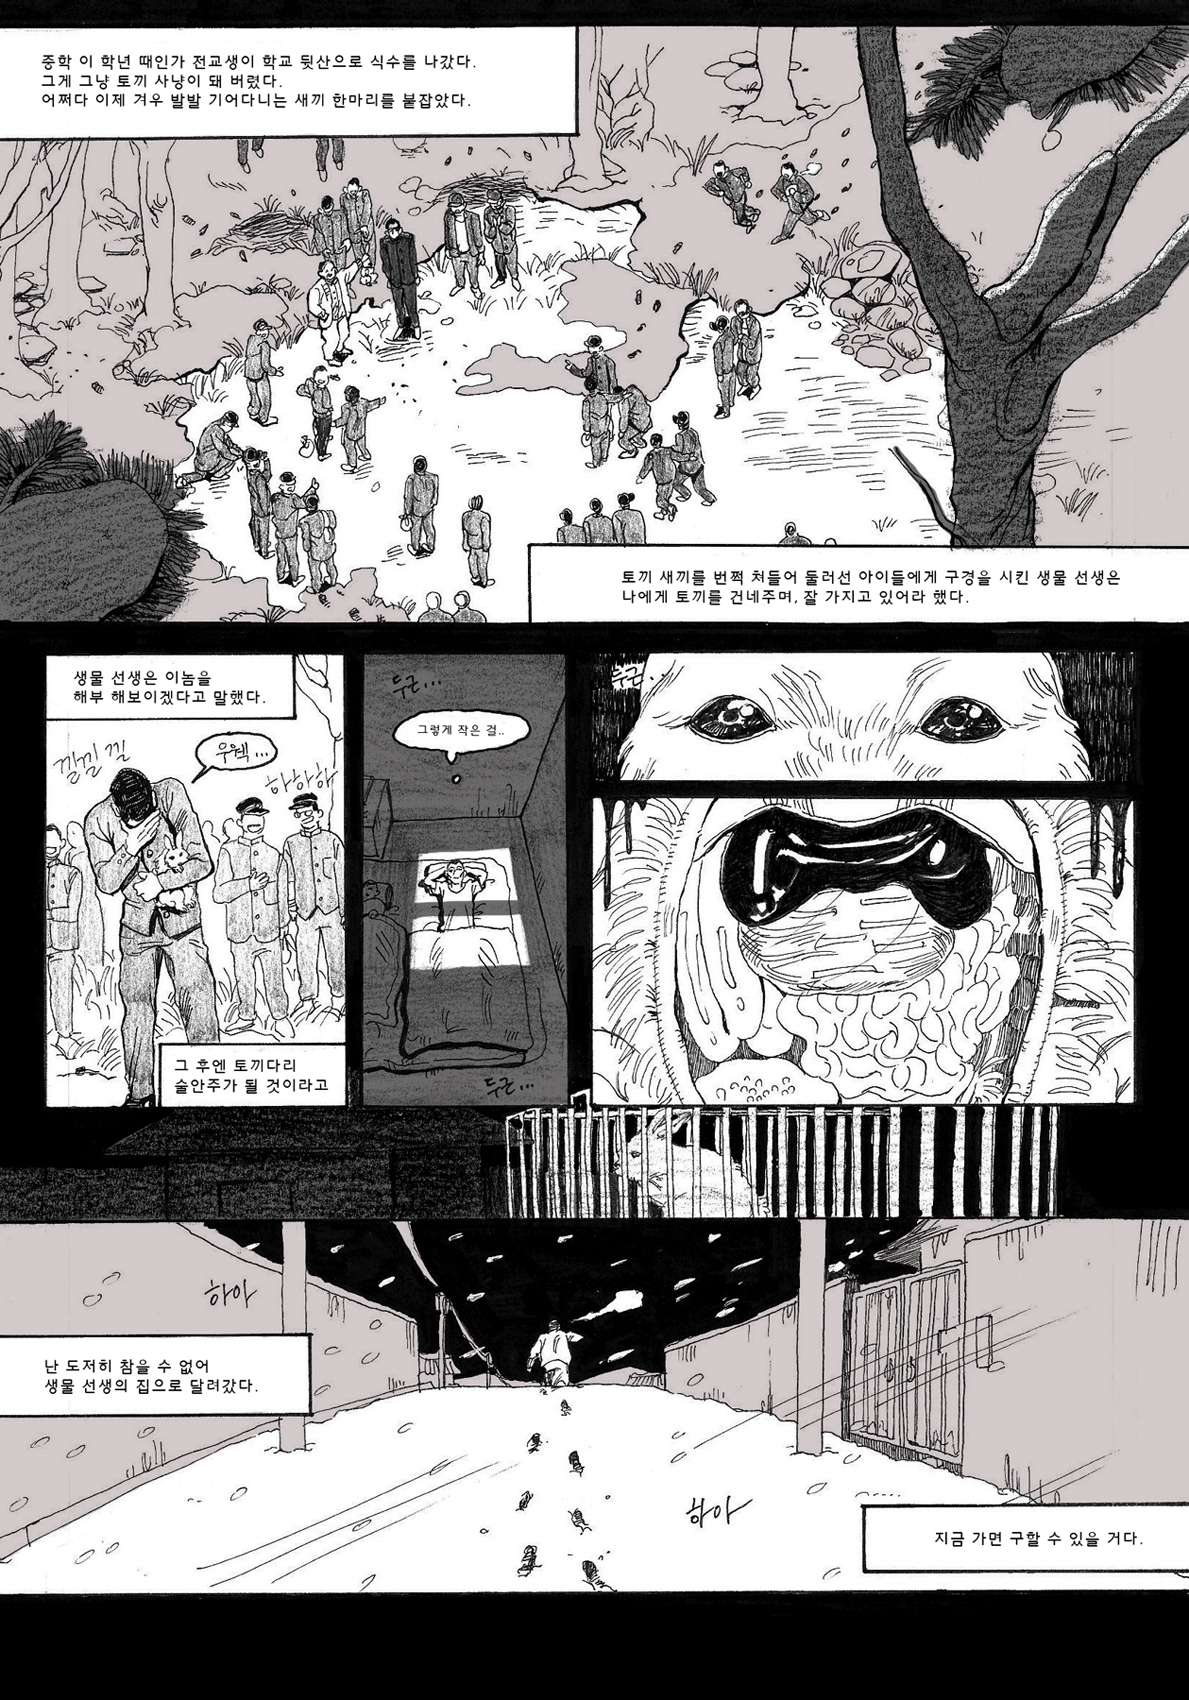 중학 이 학년 때인가 전교생이 학교 뒷산으로 식수를 나갔다.
그게 그냥 토끼 사냥이 돼 버렸다.
어쩌다 이제 겨우 발발 기어다니는 새끼 한마리를 붙잡았다.
토끼 새끼를 번쩍 처들어 둘러선 아이들에게 구경을 시킨 생물 선생은
나에게 토끼를 건네주며, 잘 가지고 있어라 했다.
생물 선생은 이놈을
해부 해보이겠다고 말했다.
낄낄 낄
우웩...
하하하
그 후엔 토끼다리
술안주가 될 것이라고
두근...
그렇게 작은 걸..
두근...
두근..
난 도저히 참을 수 없어
생물 선생의 집으로 달려갔다.
하아
하아
지금 가면 구할 수 있을 거다.